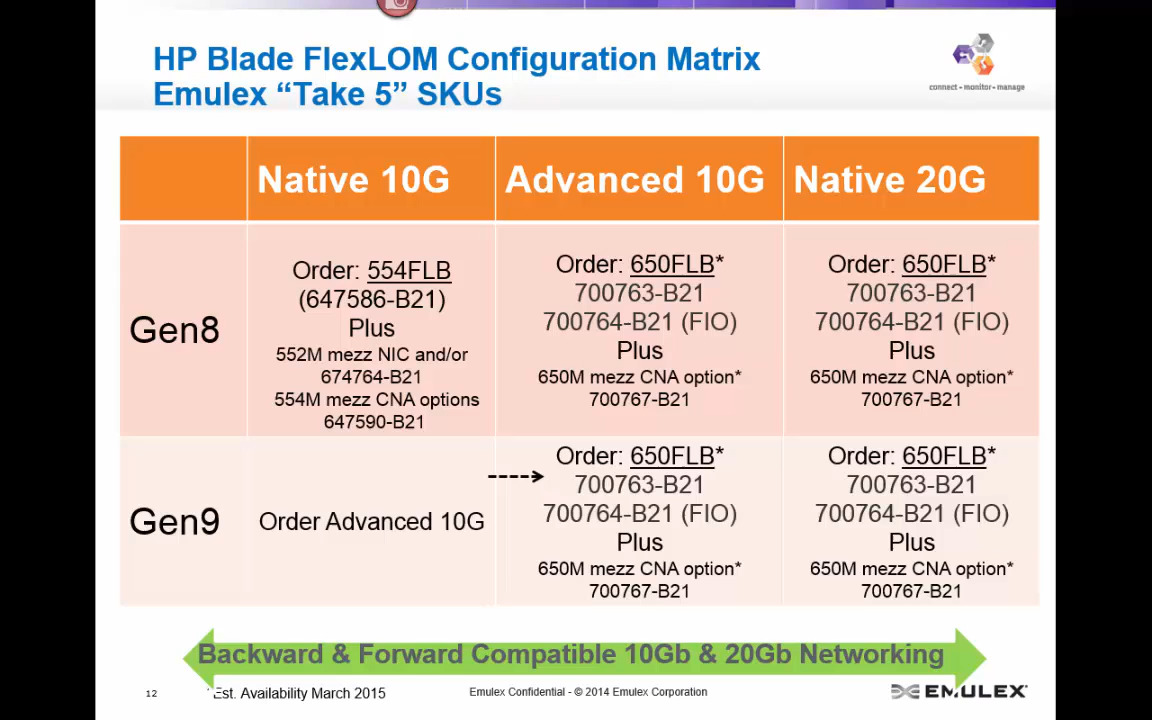 HP Blade FlexLOM Configuration Matrix
Emulex “Take 5” SKUs
connect • monitor • manage
Native 10G
Advanced 10G
Native 20G
Gen8
Order: 554FLB
(647586-B21)
Plus
552M mezz NIC and/or
674764-B21
554M mezz CNA options
647590-B21
Order: 650FLB*
700763-B21
700764-B21 (FIO)
Plus
650M mezz CNA option*
700767-B21
Order: 650FLB*
700763-B21
700764-B21 (FIO)
Plus
650M mezz CNA option*
700767-B21
Gen9
Order Advanced 10G
Order: 650FLB*
700763-B21
700764-B21 (FIO)
Plus
650M mezz CNA option*
700767-B21
Order: 650FLB*
700763-B21
700764-B21 (FIO)
Plus
650M mezz CNA option*
700767-B21
Backward & Forward Compatible 10Gb & 20Gb Networking
12
*Est. Availability March 2015
Emulex Confidential - © 2014 Emulex Corporation
EMULEX